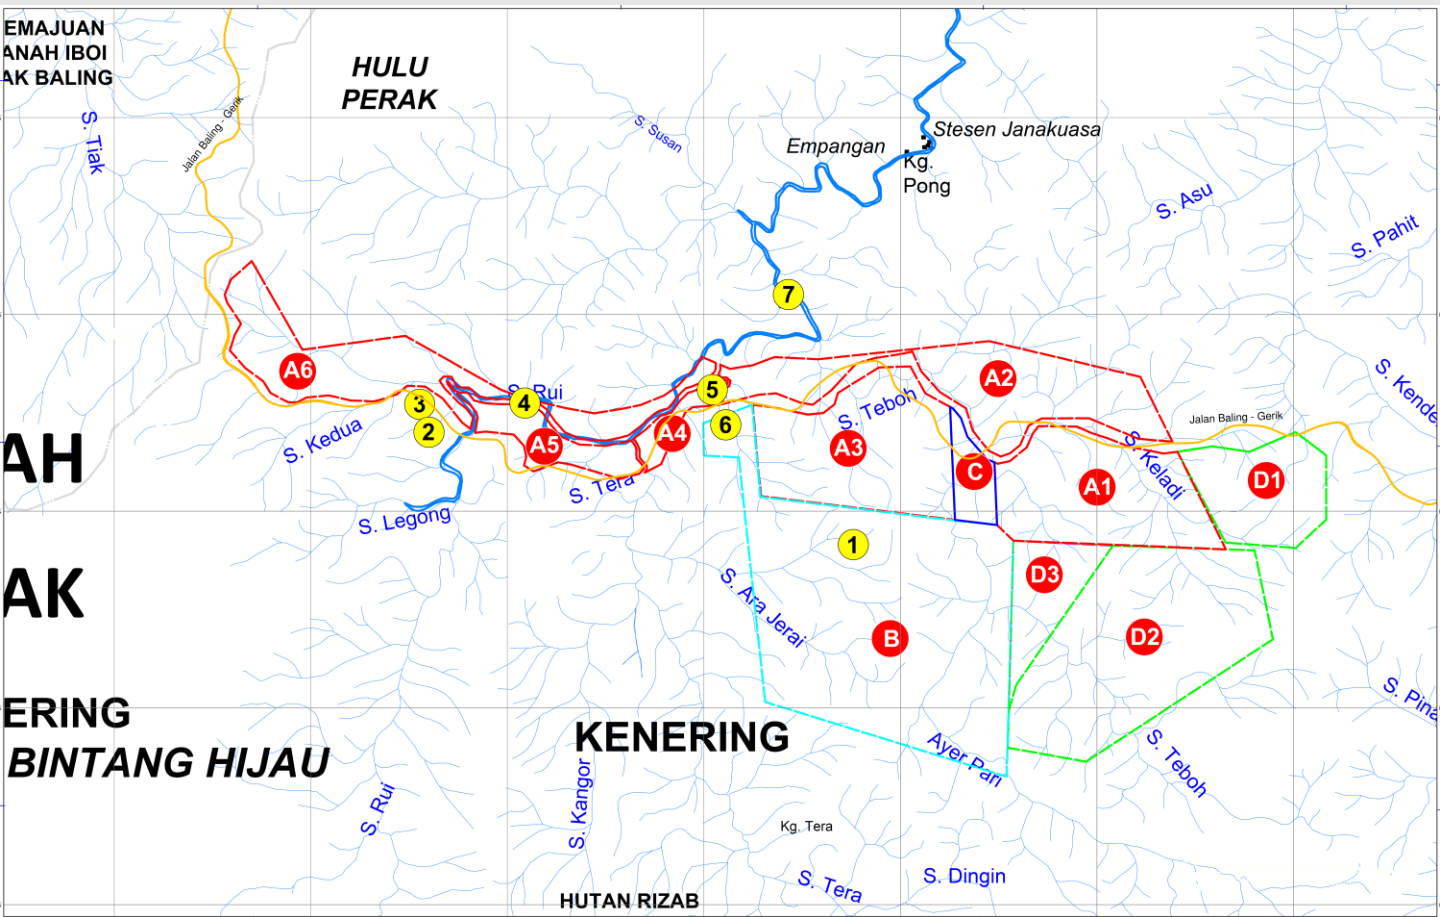 EMAJUAN
ANAH IBOI
AK BALING
HULU
PERAK
S. Tiak
Jalan Baling - Gerik
S. Susan
Empangan
Stesen Janakuasa
Kg.
Pong
S. Asu
S. Pahit
7
A6
S. Rui
3
4
2
5
6
A2
S. Kende
S. Teboh
Jalan Baling - Gerik
S. Kedua
A5
A4
A3
C
A1
S. Keladi
D1
AH
S. Tera
S. Legong
1
AK
S. Ara Jerai
D3
B
D2
ERING
BINTANG HIJAU
KENERING
S. Pina
Ayer Pari
S. Teboh
S. Rui
S. Kangor
Kg. Tera
S. Tera
S. Dingin
HUTAN RIZAB